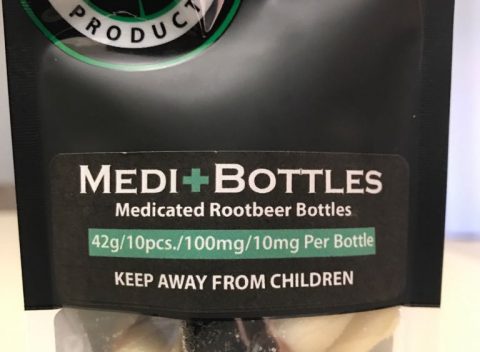 PRODUCT
MEDI+BOTTLES
Medicated Rootbeer Bottles
42g/10pcs./100mg/10mg Per Bottle
KEEP AWAY FROM CHILDREN